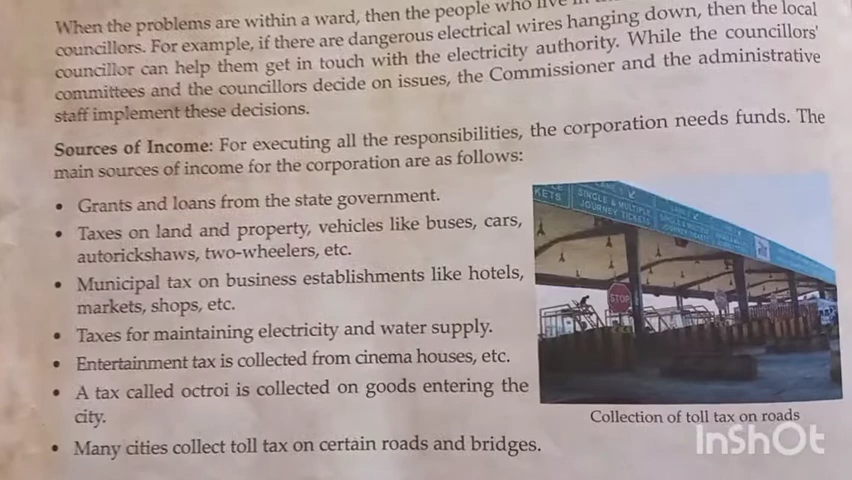 When the problems are within a ward, then the people who live in
councillors. For example, if there are dangerous electrical wires hanging down, then the local
councillor can help them get in touch with the electricity authority. While the councillors'
committees and the councillors decide on issues, the Commissioner and the administrative
staff implement these decisions.
Sources of Income: For executing all the responsibilities, the corporation needs funds. The
main sources of income for the corporation are as follows:
• Grants and loans from the state government.
• Taxes on land and property, vehicles like buses, cars,
autorickshaws, two-wheelers, etc.
• Municipal tax on business establishments like hotels,
markets, shops, etc.
• Taxes for maintaining electricity and water supply.
• Entertainment tax is collected from cinema houses, etc.
• A tax called octroi is collected on goods entering the
city.
• Many cities collect toll tax on certain roads and bridges.
KETS
SINGLE & MULTIPLE
JOURNEY TICKETS
STOP
Collection of toll tax on roads
InShOt